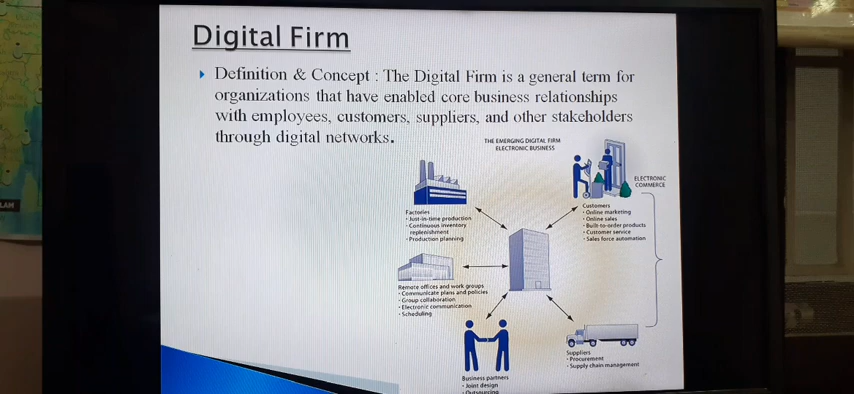 Digital Firm
Definition & Concept : The Digital Firm is a general term for
organizations that have enabled core business relationships
with employees, customers, suppliers, and other stakeholders
through digital networks.
THE EMERGING DIGITAL FIRM
ELECTRONIC BUSINESS
ELECTRONIC
COMMERCE
Factories
• Just-in-time production
• Continuous inventory
replenishment
• Production planning
Customers
• Online marketing
• Online sales
• Built-to-order products
• Customer service
• Sales force automation
Remote offices and work groups
• Communicate plans and policies
• Group collaboration
• Electronic communication
• Scheduling
Business partners
• Joint design
• Outsourcing
Suppliers
• Procurement
• Supply chain management
LAM